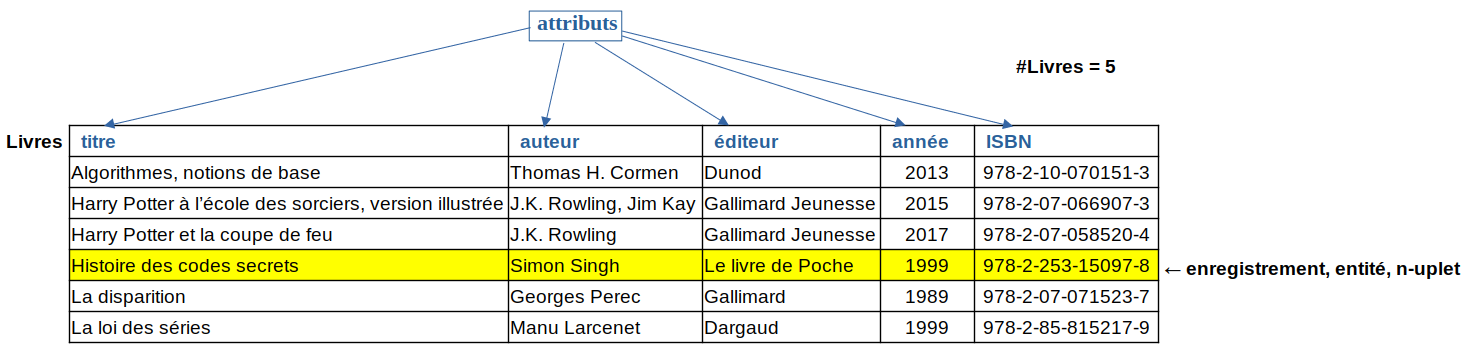 attributs
#Livres = 5
Livres titre auteur éditeur année ISBN
Algorithmes, notions de base Thomas H. Cormen Dunod 2013 978-2-10-070151-3
Harry Potter à l’école des sorciers, version illustrée J.K. Rowling, Jim Kay Gallimard Jeunesse 2015 978-2-07-066907-3
Harry Potter et la coupe de feu J.K. Rowling Gallimard Jeunesse 2017 978-2-07-058520-4
Histoire des codes secrets Simon Singh Le livre de Poche 1999 978-2-253-15097-8 ←enregistrement, entité, n-uplet
La disparition Georges Perec Gallimard 1989 978-2-07-071523-7
La loi des séries Manu Larcenet Dargaud 1999 978-2-85-815217-9